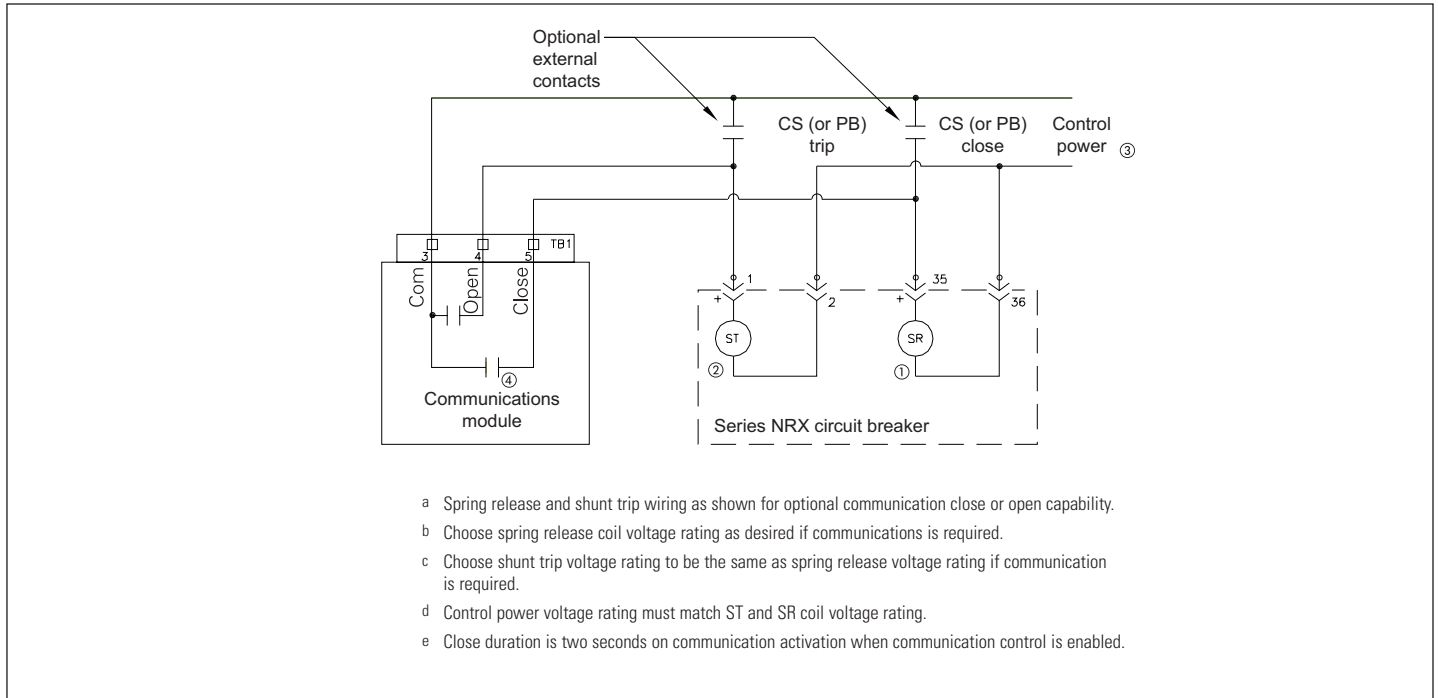 Optional
external
contacts
CS (or PB)
trip
CS (or PB)
close
Control
power ③
TB1
3 4 5
Com
Open
Close
④
Communications
module
1
2
35
36
+
+
ST
②
SR
①
Series NRX circuit breaker
a Spring release and shunt trip wiring as shown for optional communication close or open capability.
b Choose spring release coil voltage rating as desired if communications is required.
c Choose shunt trip voltage rating to be the same as spring release voltage rating if communication
is required.
d Control power voltage rating must match ST and SR coil voltage rating.
e Close duration is two seconds on communication activation when communication control is enabled.